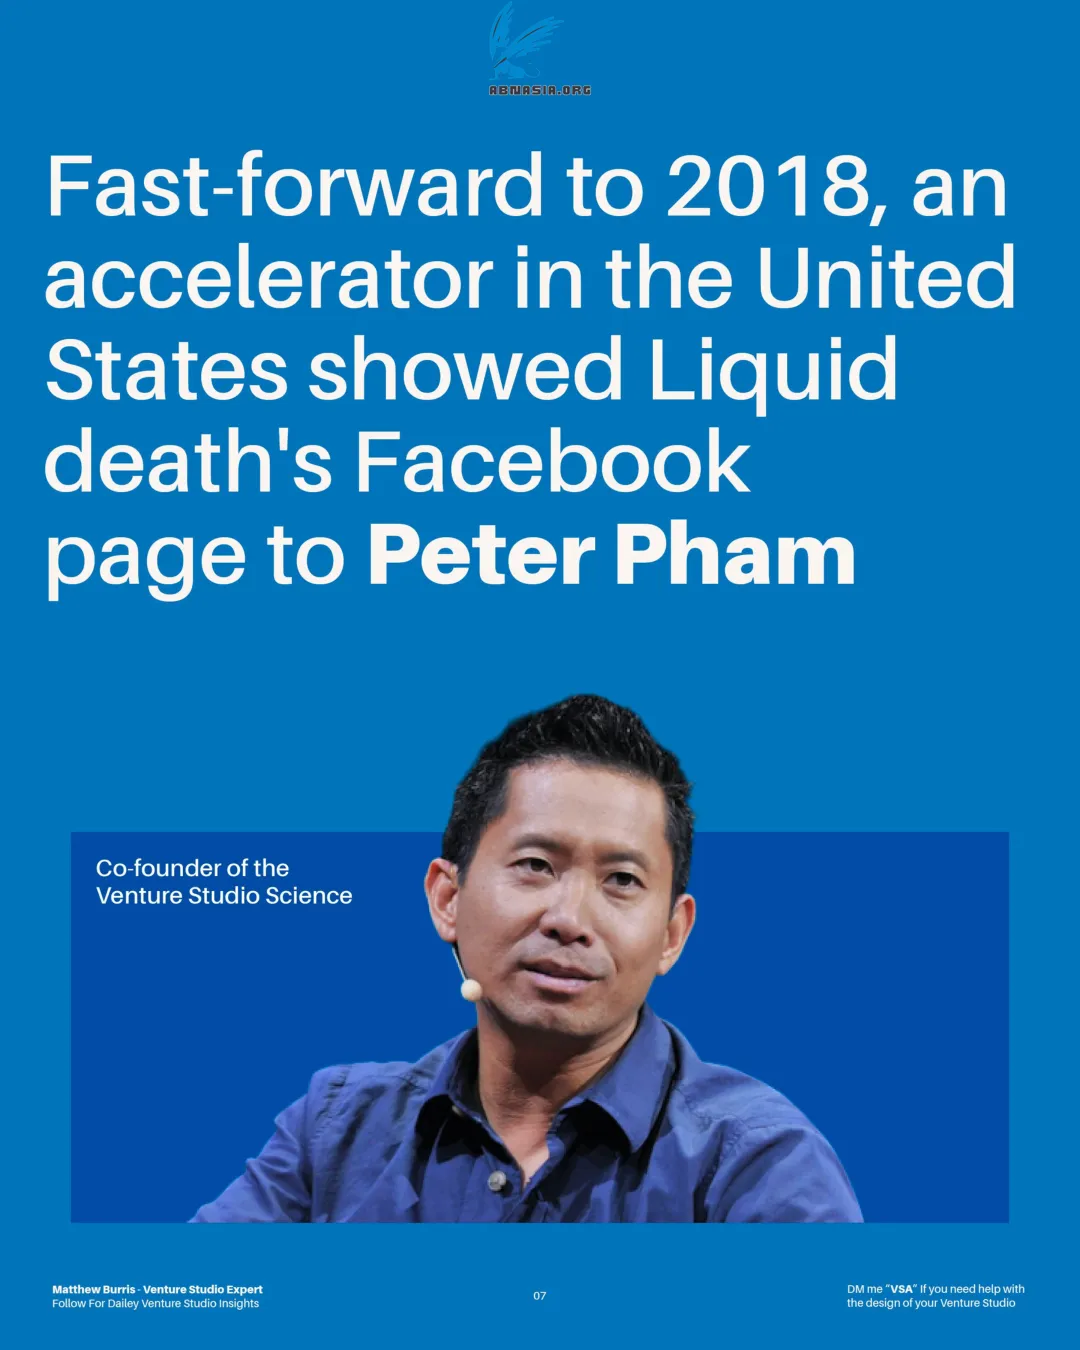 ABNASIA.ORG
Fast-forward to 2018, an
accelerator in the United
States showed Liquid
death's Facebook
page to Peter Pham
Co-founder of the
Venture Studio Science
Matthew Burris - Venture Studio Expert
Follow For Dailey Venture Studio Insights
07
DM me “VSA” If you need help with
the design of your Venture Studio